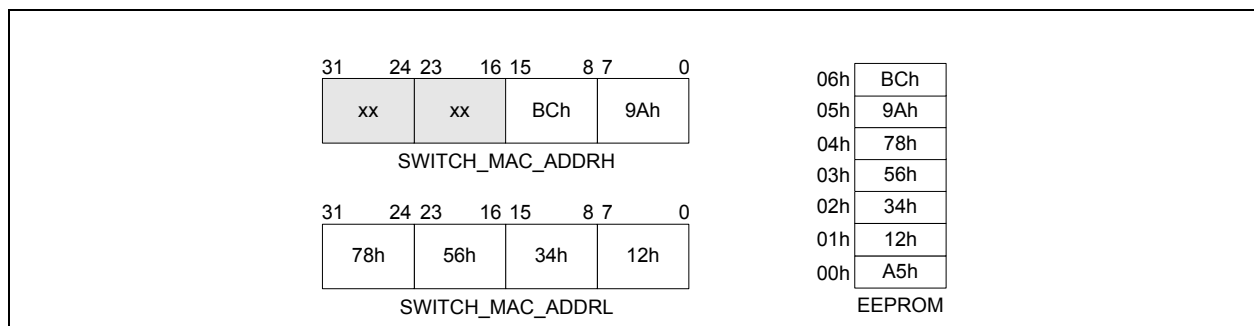 31 24 23 16 15 8 7 0
xx xx BCh 9Ah
SWITCH_MAC_ADDRH
31 24 23 16 15 8 7 0
78h 56h 34h 12h
SWITCH_MAC_ADDRL
06h BCh
05h 9Ah
04h 78h
03h 56h
02h 34h
01h 12h
00h A5h
EEPROM